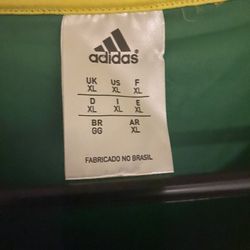 adidas
UK US F
XL XL XL
D I E
XL XL XL
BR AR
GG XL
FABRICADO NO BRASIL